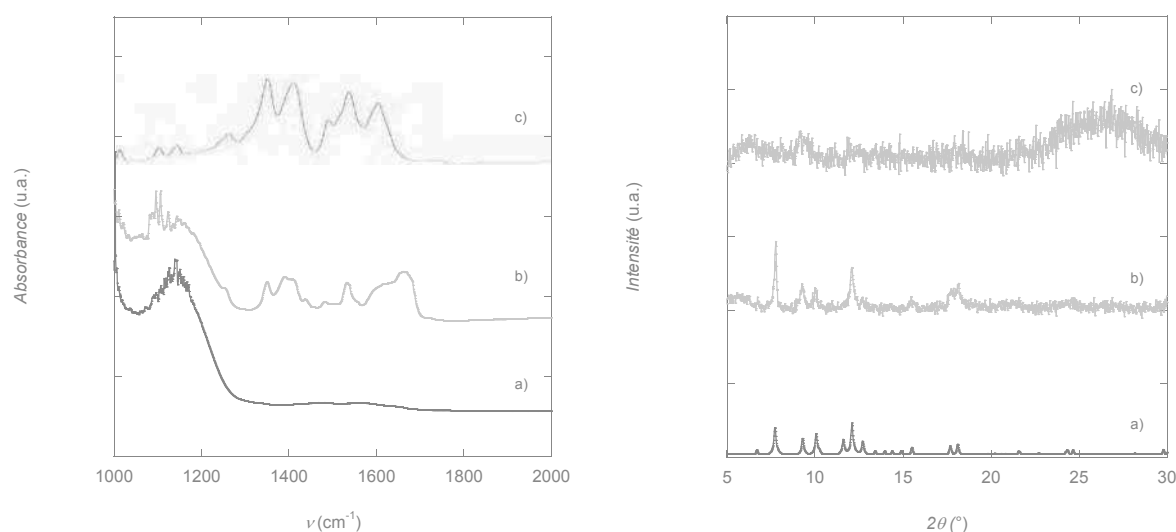 Absorbance (u.a.)
c)
b)
a)
1000 1200 1400 1600 1800 2000
ν (cm-1)
Intensité (u.a.)
c)
b)
a)
5 10 15 20 25 30
2θ (°)